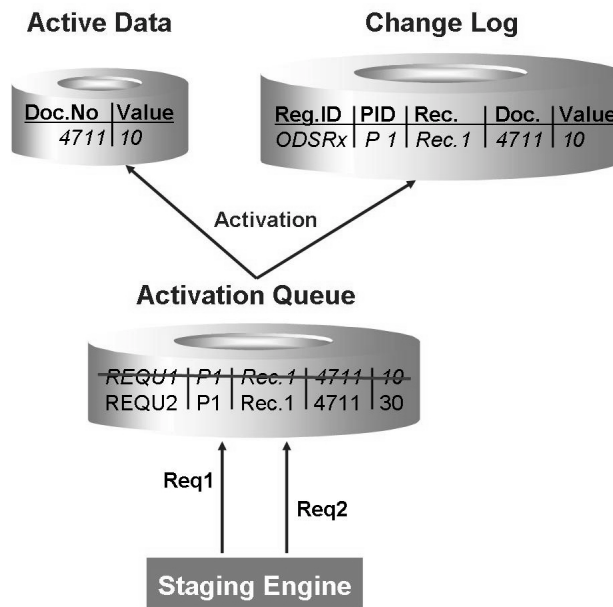 Active Data
Change Log
Doc.No Value
4711 10
Reg.ID PID Rec. Doc. Value
ODSRx P 1 Rec.1 4711 10
Activation
Activation Queue
REQU1 P1 Rec.1 4711 10
REQU2 P1 Rec.1 4711 30
Req1
Req2
Staging Engine